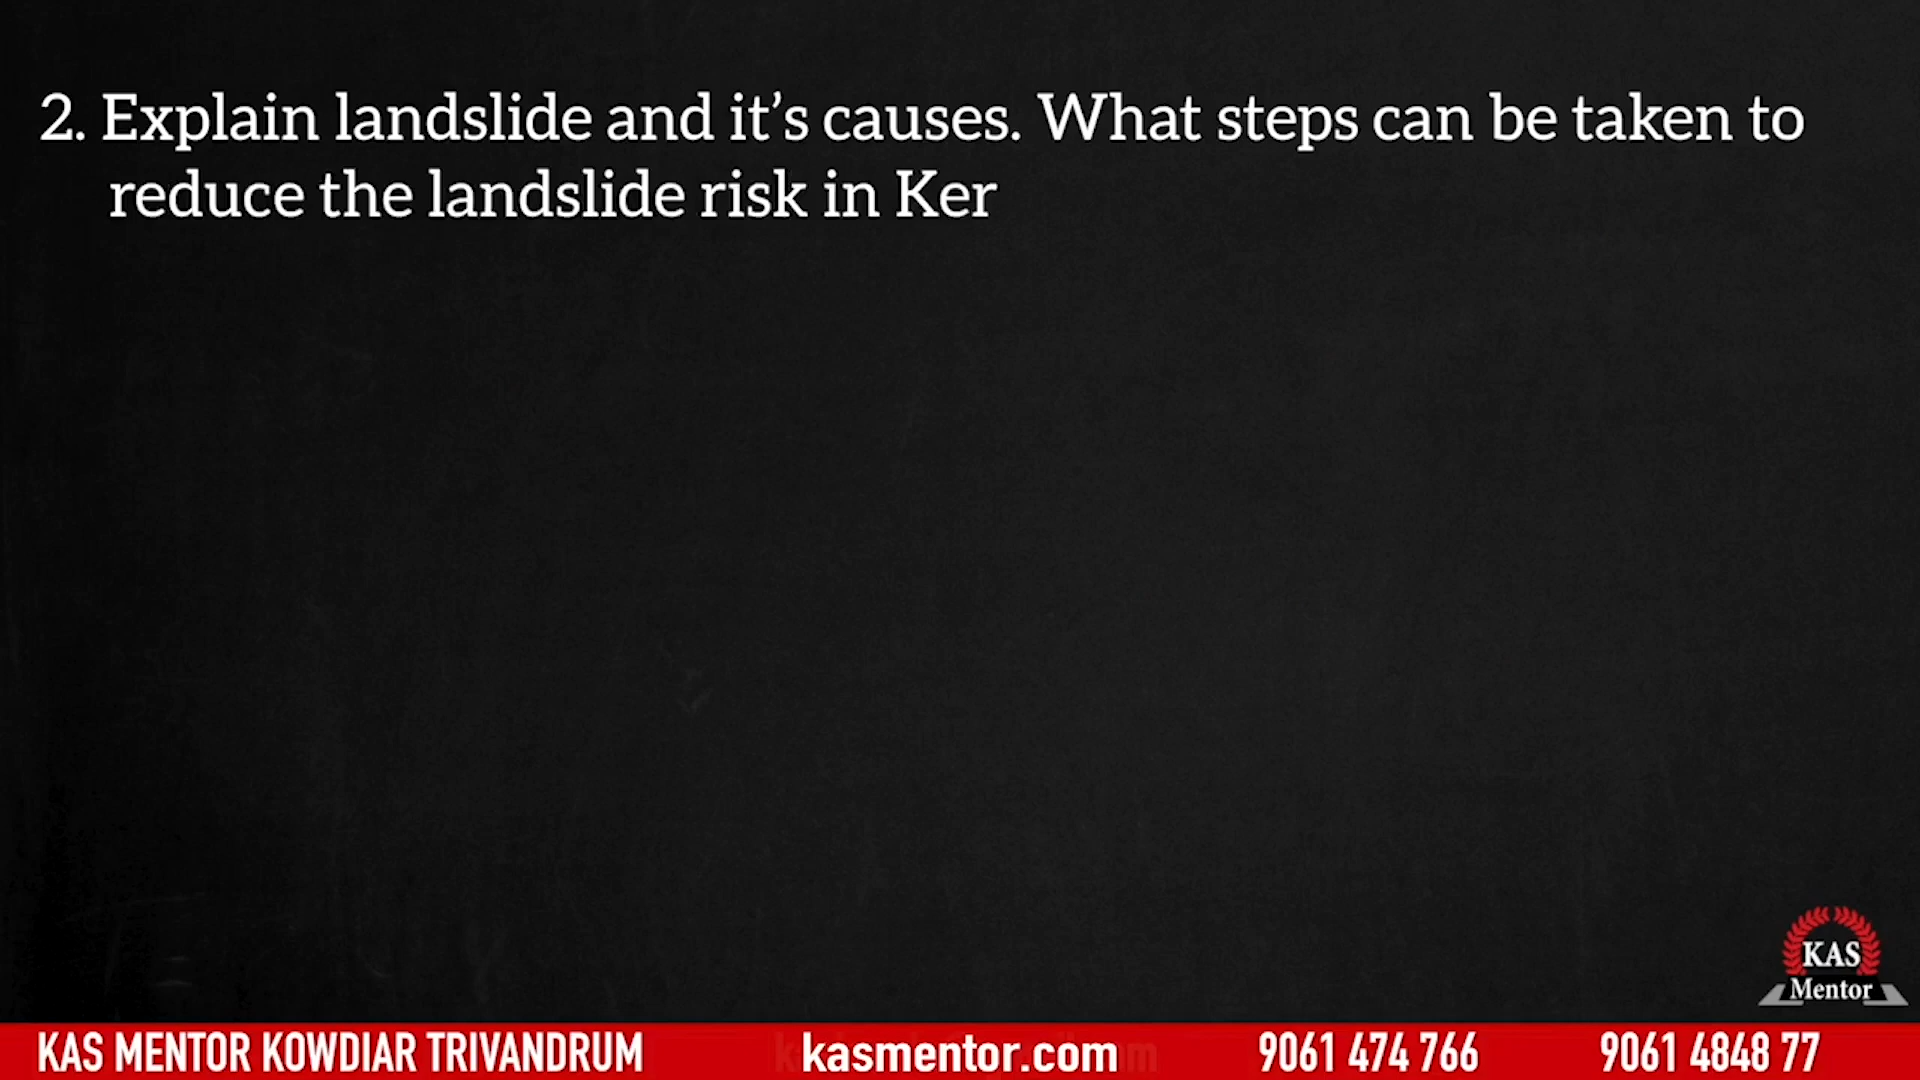 2. Explain landslide and it’s causes. What steps can be taken to
reduce the landslide risk in Ker
KAS
Mentor
KAS MENTOR KOWDIAR TRIVANDRUM kasmentor.com 9061 474 766 9061 4848 77